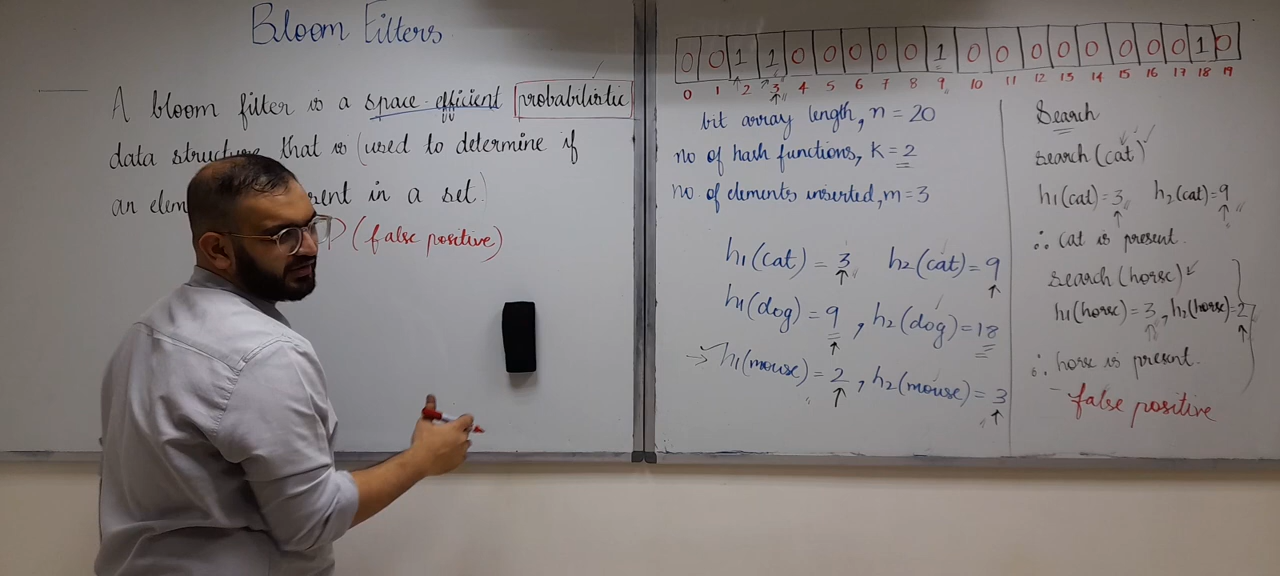 Bloom Filters
A bloom filter is a space-efficient probabilistic
data structure that is (used to determine if
an elem sent in a set)
P (false positive)
0 0 1 1 0 0 0 0 0 1 0 0 0 0 0 0 0 0 1 0
0 1 2 3 4 5 6 7 8 9 10 11 12 13 14 15 16 17 18 19
bit array length, n = 20
no of hash functions, K = 2
no of elements inserted, m = 3
h1(cat) = 3 h2(cat) = 9
h1(dog) = 9, h2(dog) = 18
→ h1(mouse) = 2, h2(mouse) = 3
Search
search(cat)
h1(cat) = 3 h2(cat) = 9
∴ cat is present.
search(horse)
h1(horse) = 3, h2(horse) = 2
∴ horse is present.
false positive